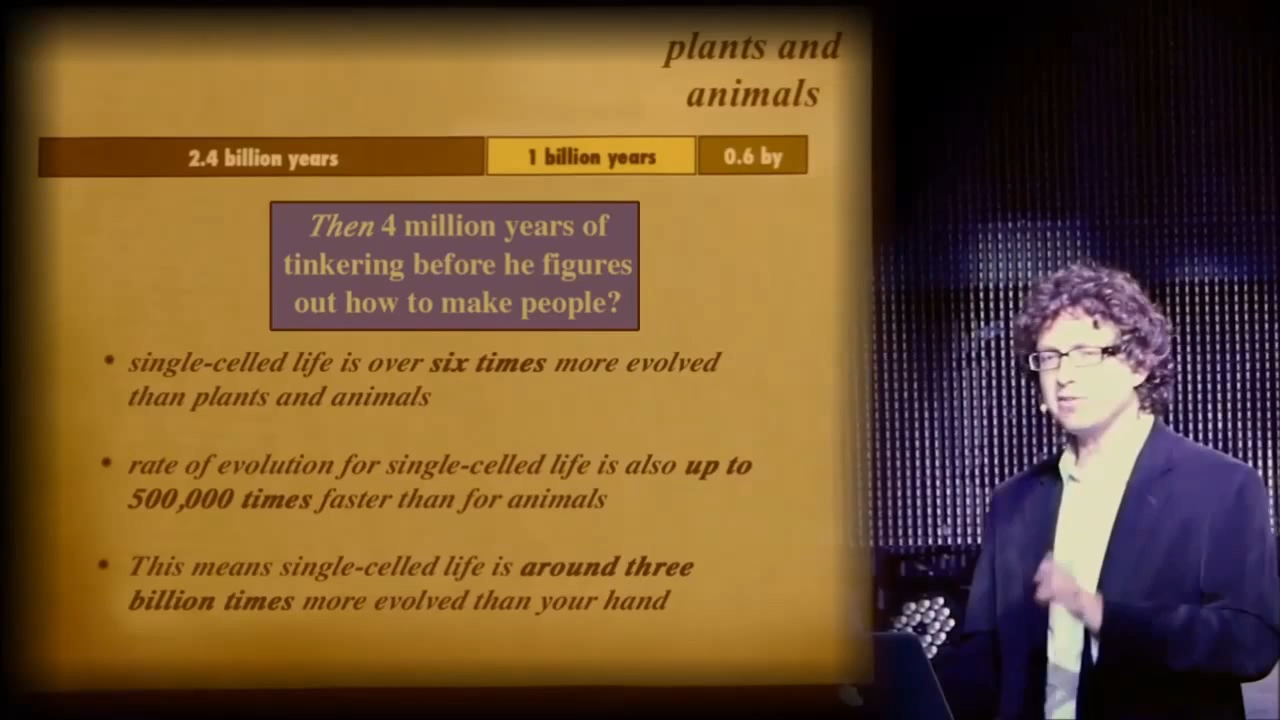 plants and
animals
2.4 billion years
1 billion years
0.6 by
Then 4 million years of
tinkering before he figures
out how to make people?
• single-celled life is over six times more evolved
than plants and animals
• rate of evolution for single-celled life is also up to
500,000 times faster than for animals
• This means single-celled life is around three
billion times more evolved than your hand